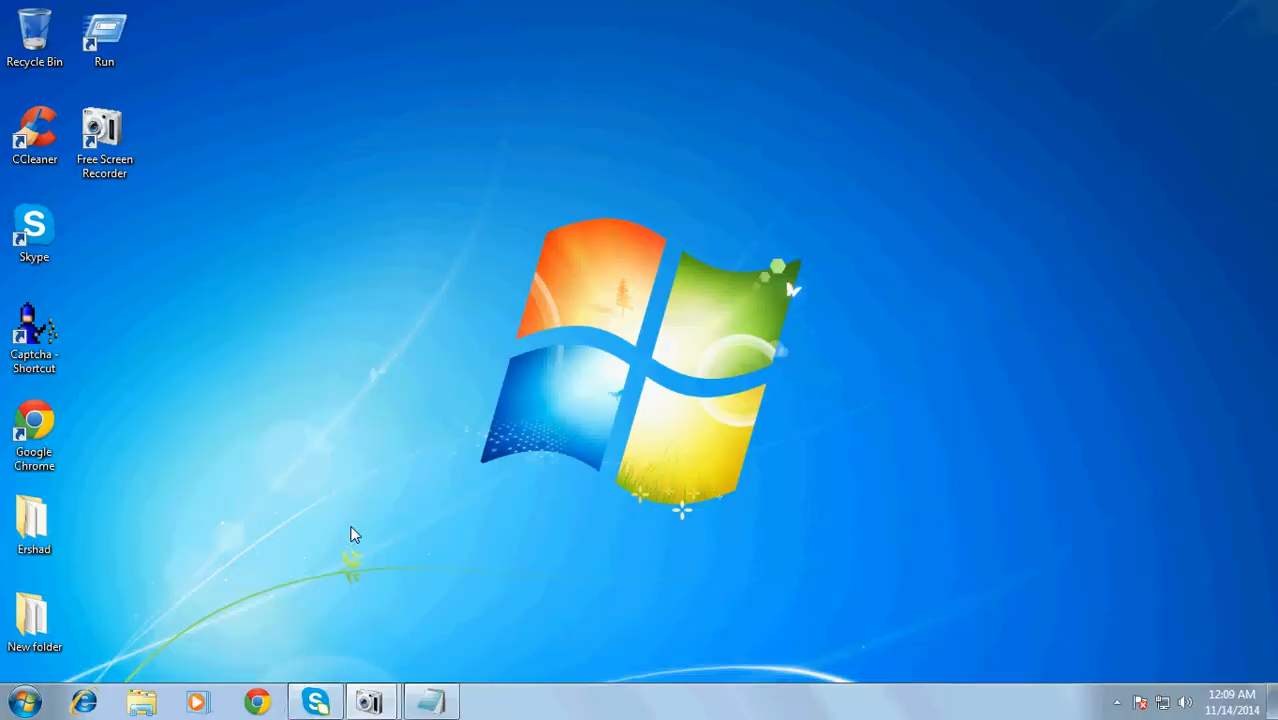 Recycle Bin
Run
CCleaner
Free Screen
Recorder
S
Skype
Captcha -
Shortcut
Google
Chrome
Ershad
New folder
12:09 AM
11/14/2014